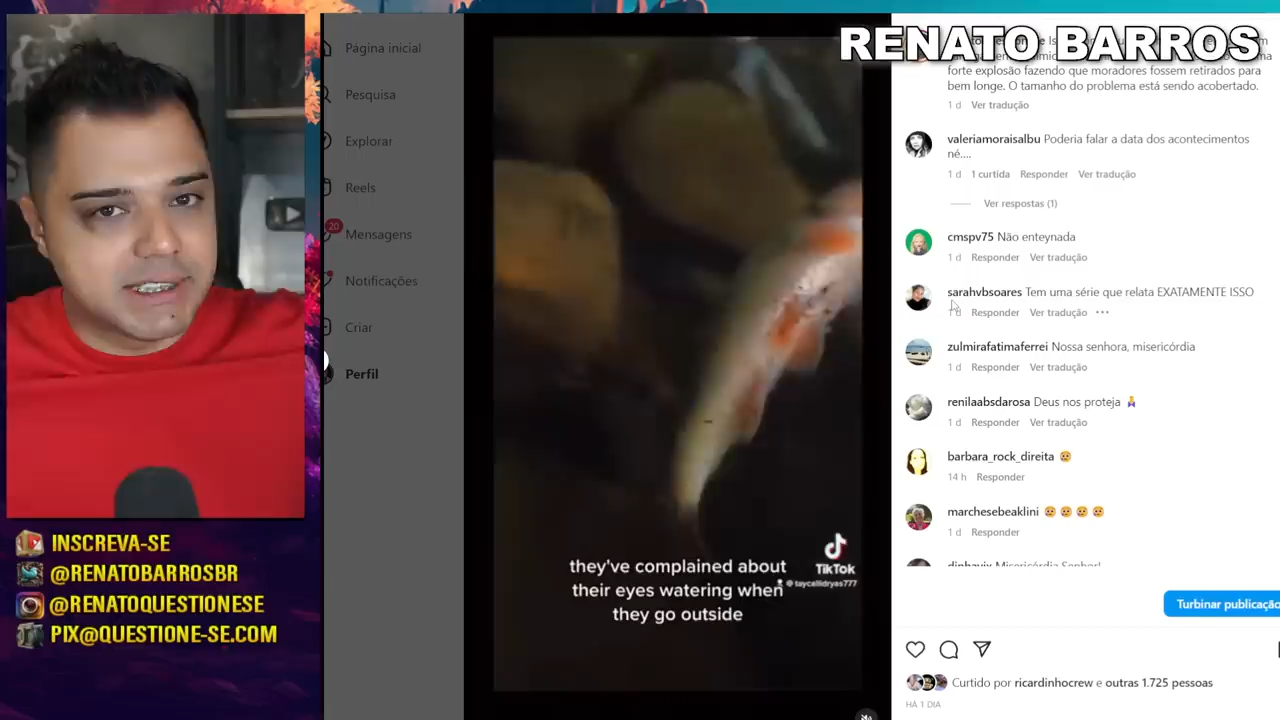 RENATO BARROS
Página inicial
Pesquisa
Explorar
Reels
20
Mensagens
Notificações
Criar
Perfil
they've complained about
their eyes watering when
they go outside
TikTok
@taycallidryas777
forte explosão fazendo que moradores fossem retirados para
bem longe. O tamanho do problema está sendo acobertado.
1 d Ver tradução
valeriamoraisalbu Poderia falar a data dos acontecimentos
né....
1 d 1 curtida Responder Ver tradução
Ver respostas (1)
cmspv75 Não enteynada
1 d Responder Ver tradução
sarahvbsoares Tem uma série que relata EXATAMENTE ISSO
1 d Responder Ver tradução
zulmirafatimaferrei Nossa senhora, misericórdia
1 d Responder Ver tradução
renilaabsdarosa Deus nos proteja
1 d Responder Ver tradução
barbara_rock_direita
14 h Responder
marchesebeaklini
1 d Responder
Turbinar publicação
Curtido por ricardinhocrew e outras 1.725 pessoas
HÁ 1 DIA
INSCREVA-SE
@RENATOBARROSBR
@RENATOQUESTIONESE
PIX@QUESTIONE-SE.COM